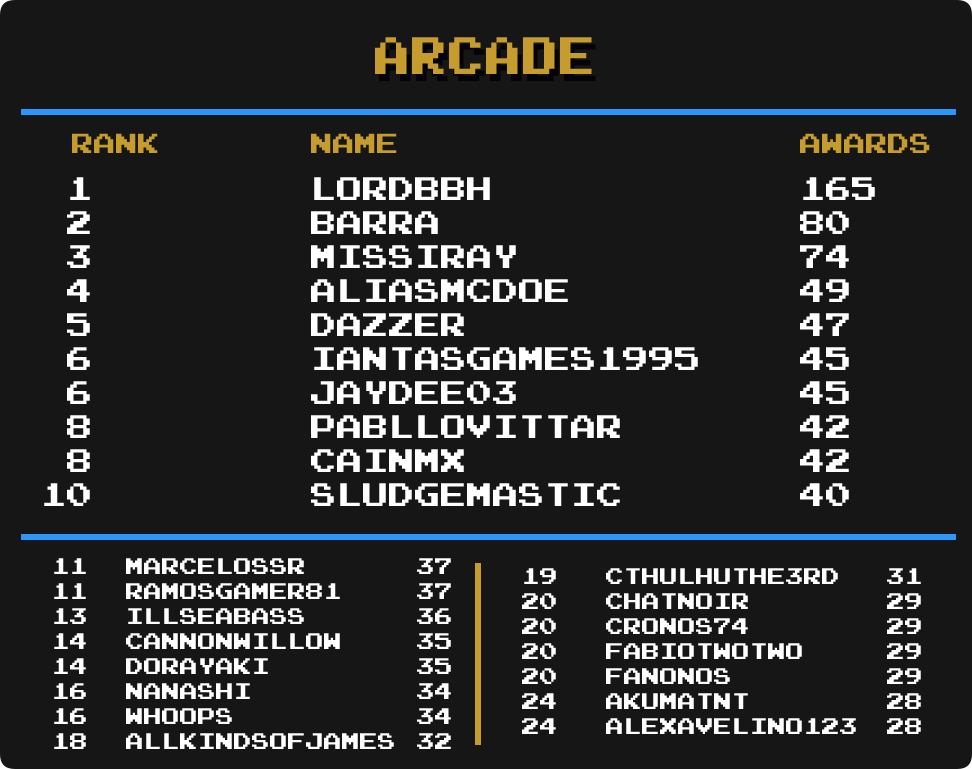 ARCADE
RANK NAME AWARDS
1 LORDBBH 165
2 BARRA 80
3 MISSIRAY 74
4 ALIASMCDOE 49
5 DAZZER 47
6 IANTASGAMES1995 45
6 JAYDEE03 45
8 PABLLOVITTAR 42
8 CAINMX 42
10 SLUDGEMASTIC 40
11 MARCELOSSR 37
11 RAMOSGAMER81 37
13 ILLSEABASS 36
14 CANNONWILLOW 35
14 DORAYAKI 35
16 NANASHI 34
16 WHOOPS 34
18 ALLKINDSOFJAMES 32
19 CTHULHUTHE3RD 31
20 CHATNOIR 29
20 CRONOS74 29
20 FABIOTWOTWO 29
20 FANONOS 29
24 AKUMATNT 28
24 ALEXAVELINO123 28